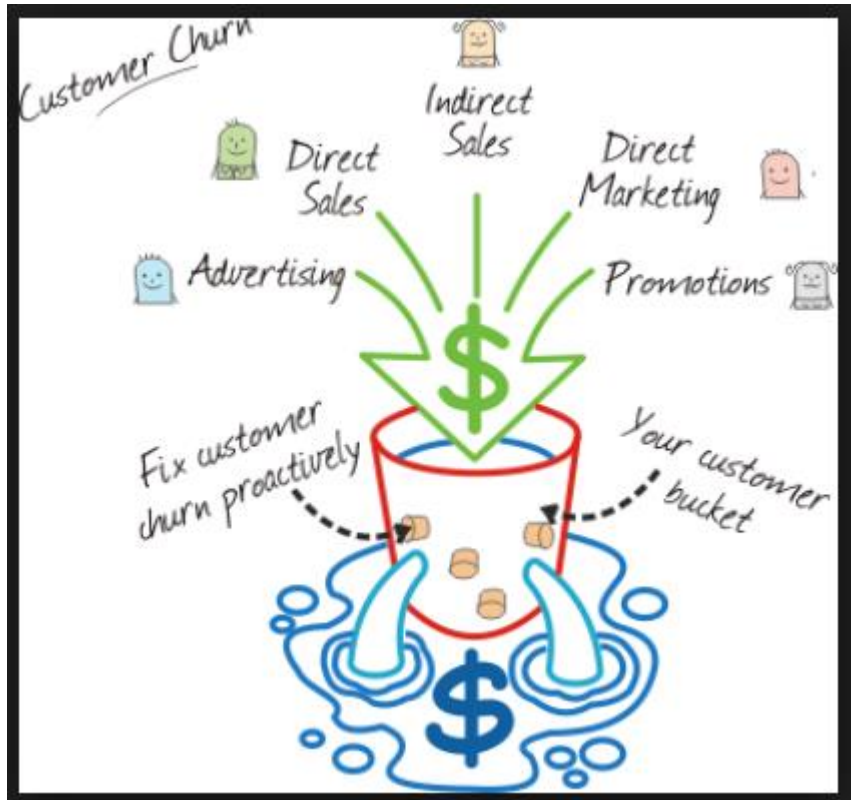 Customer Churn
Indirect
Sales
Direct
Sales
Direct
Marketing
Advertising
Promotions
$
Fix customer
churn proactively
Your customer
bucket
$